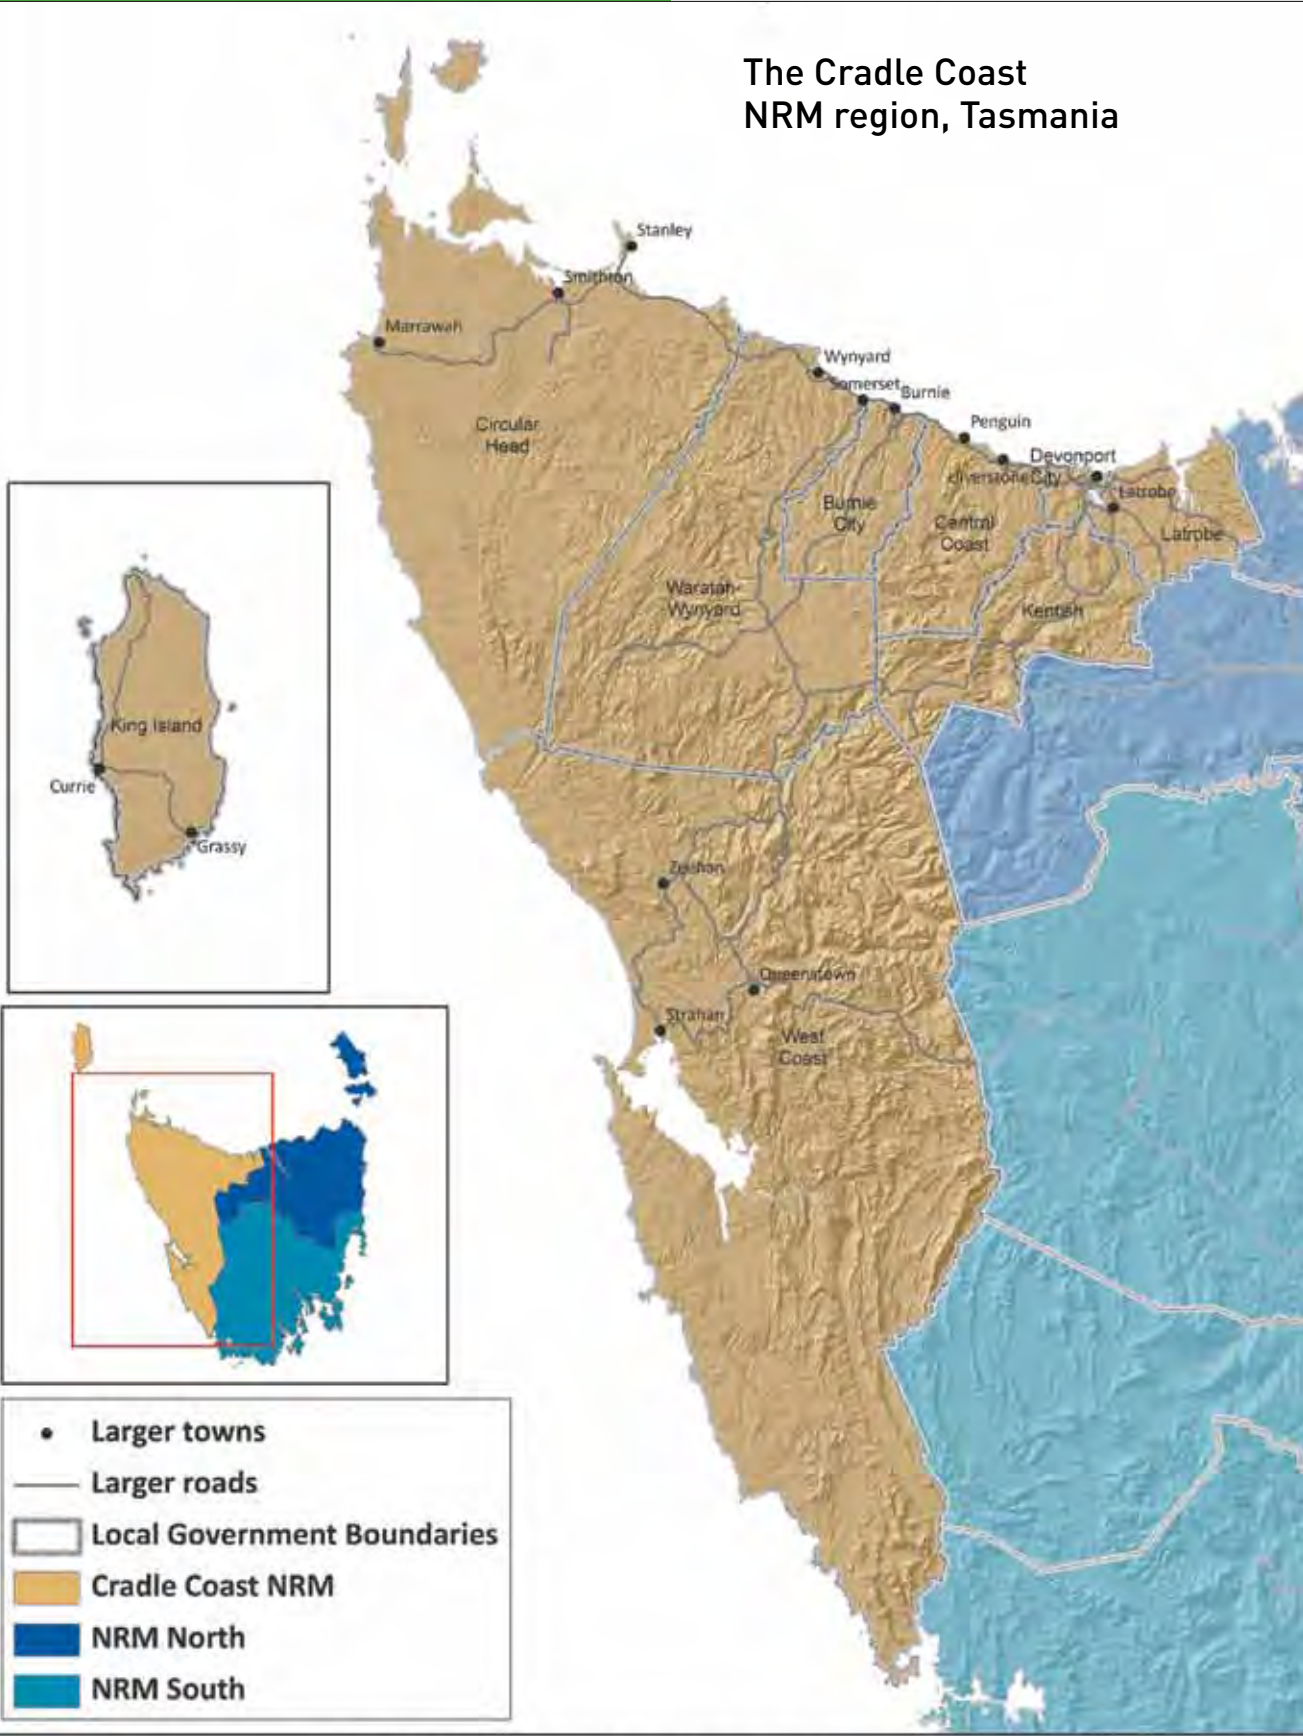 The Cradle Coast
NRM region, Tasmania
Stanley
Smithton
Marrawah
Wynyard
Somerset
Burnie
Circular
Head
Penguin
Devonport
City
Ulverstone
Latrobe
Burnie
City
Central
Coast
Latrobe
Waratah-
Wynyard
Kentish
King Island
Currie
Grassy
Zeehan
Queenstown
Strahan
West
Coast
Larger towns
Larger roads
Local Government Boundaries
Cradle Coast NRM
NRM North
NRM South